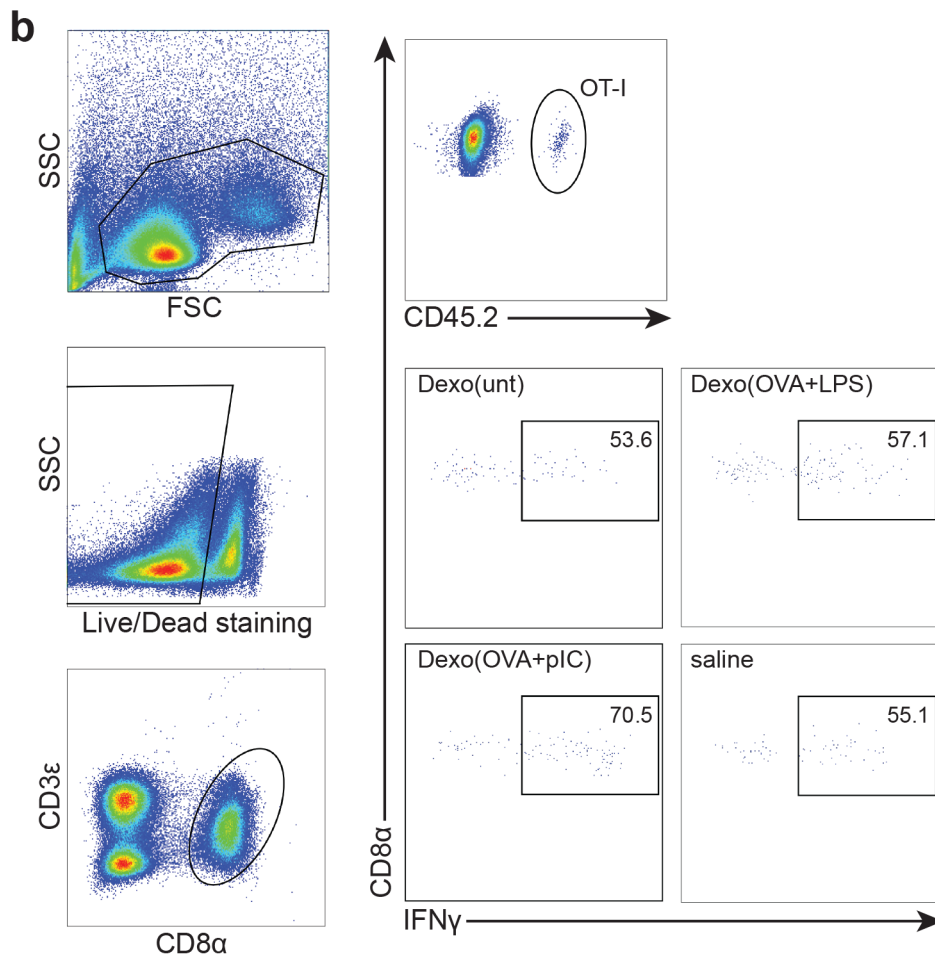 b
SSC
FSC
SSC
Live/Dead staining
CD3ε
CD8α
OT-I
CD45.2
Dexo(unt)
53.6
Dexo(OVA+LPS)
57.1
Dexo(OVA+pIC)
70.5
saline
55.1
CD8α
IFNγ